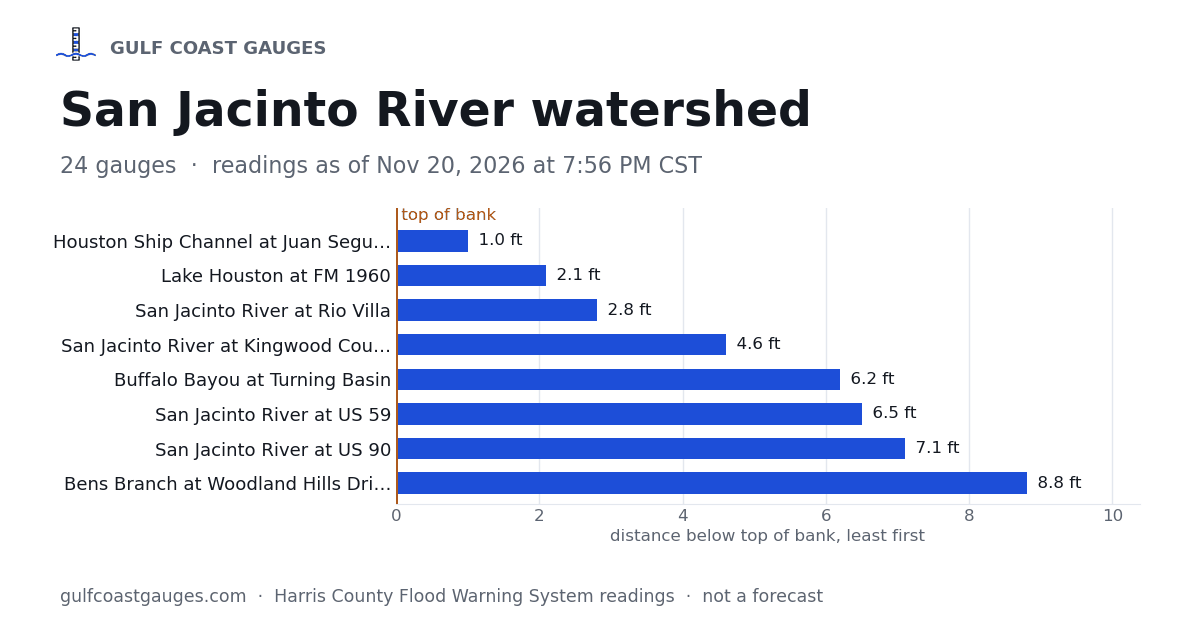 GULF COAST GAUGES
San Jacinto River watershed
24 gauges · readings as of Nov 20, 2026 at 7:56 PM CST
top of bank
Houston Ship Channel at Juan Segu… 1.0 ft
Lake Houston at FM 1960 2.1 ft
San Jacinto River at Rio Villa 2.8 ft
San Jacinto River at Kingwood Cou… 4.6 ft
Buffalo Bayou at Turning Basin 6.2 ft
San Jacinto River at US 59 6.5 ft
San Jacinto River at US 90 7.1 ft
Bens Branch at Woodland Hills Dri… 8.8 ft
0 2 4 6 8 10
distance below top of bank, least first
gulfcoastgauges.com · Harris County Flood Warning System readings · not a forecast